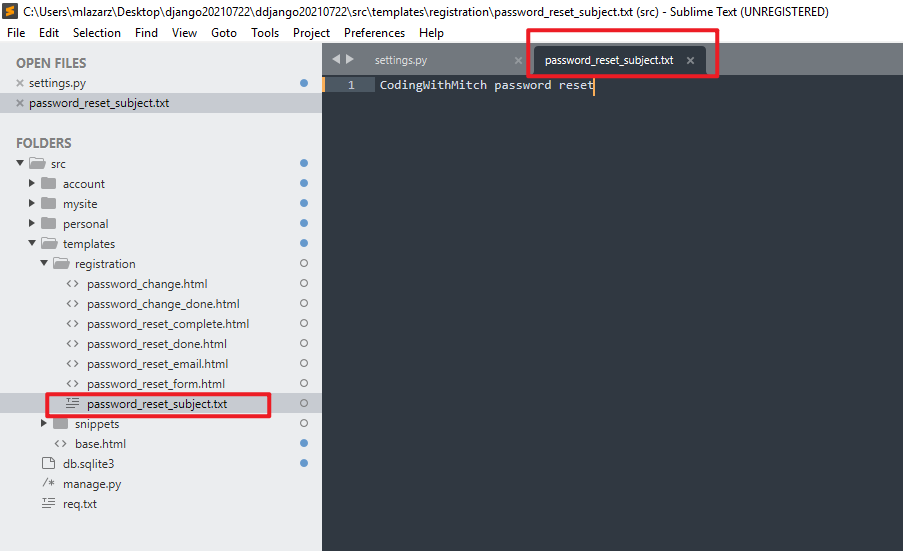 C:\Users\mlazarz\Desktop\django20210722\ddjango20210722\src\templates\registration\password_reset_subject.txt (src) - Sublime Text (UNREGISTERED)
File Edit Selection Find View Goto Tools Project Preferences Help
OPEN FILES
settings.py
password_reset_subject.txt
FOLDERS
src
account
mysite
personal
templates
registration
password_change.html
password_change_done.html
password_reset_complete.html
password_reset_done.html
password_reset_email.html
password_reset_form.html
password_reset_subject.txt
snippets
base.html
db.sqlite3
manage.py
req.txt
settings.py password_reset_subject.txt
1 CodingWithMitch password reset